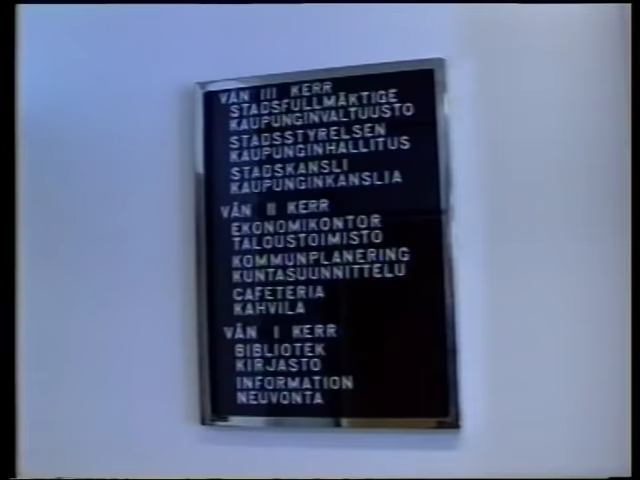 VÅN III KERR
STADSFULLMÄKTIGE
KAUPUNGINVALTUUSTO
STADSSTYRELSEN
KAUPUNGINHALLITUS
STADSKANSLI
KAUPUNGINKANSLIA
VÅN II KERR
EKONOMIKONTOR
TALOUSTOIMISTO
KOMMUNPLANERING
KUNTASUUNNITTELU
CAFETERIA
KAHVILA
VÅN I KERR
BIBLIOTEK
KIRJASTO
INFORMATION
NEUVONTA